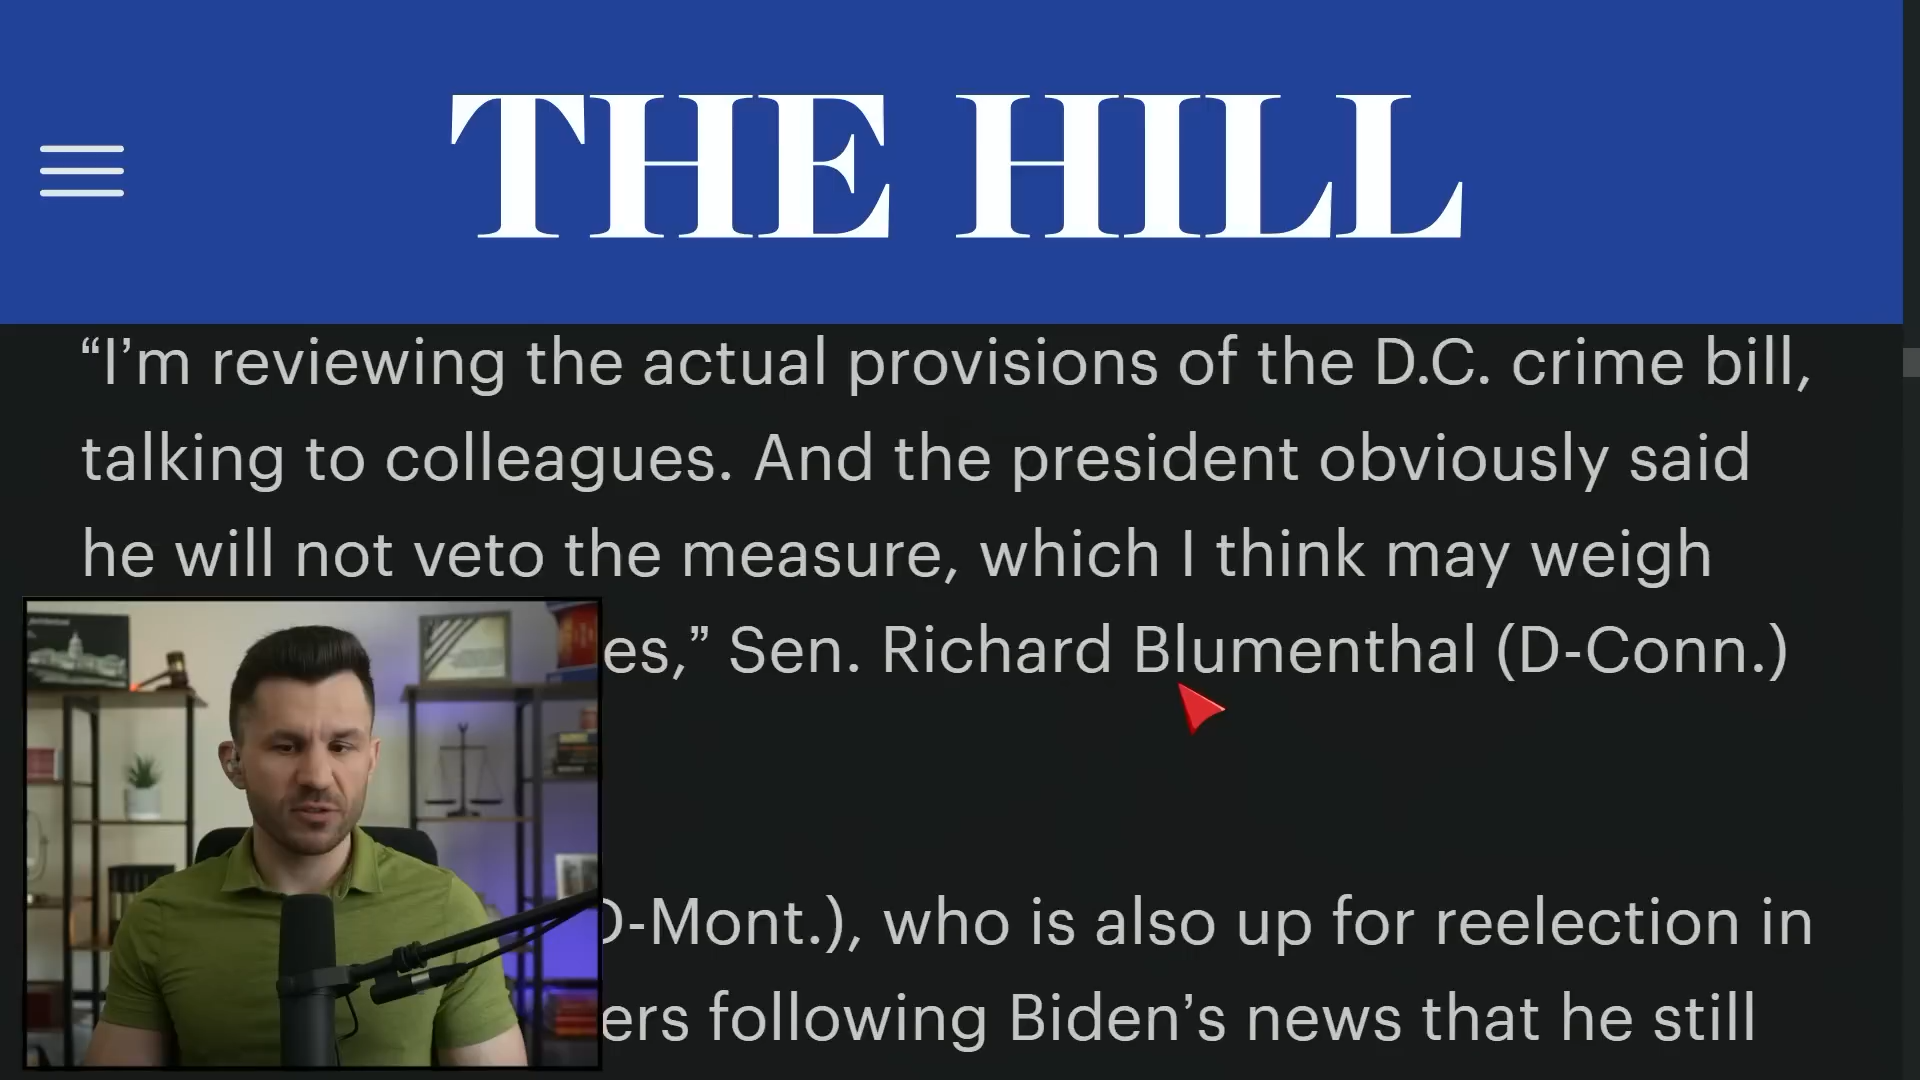 THE HILL
“I’m reviewing the actual provisions of the D.C. crime bill,
talking to colleagues. And the president obviously said
he will not veto the measure, which I think may weigh
es,” Sen. Richard Blumenthal (D-Conn.)
D-Mont.), who is also up for reelection in
ers following Biden’s news that he still